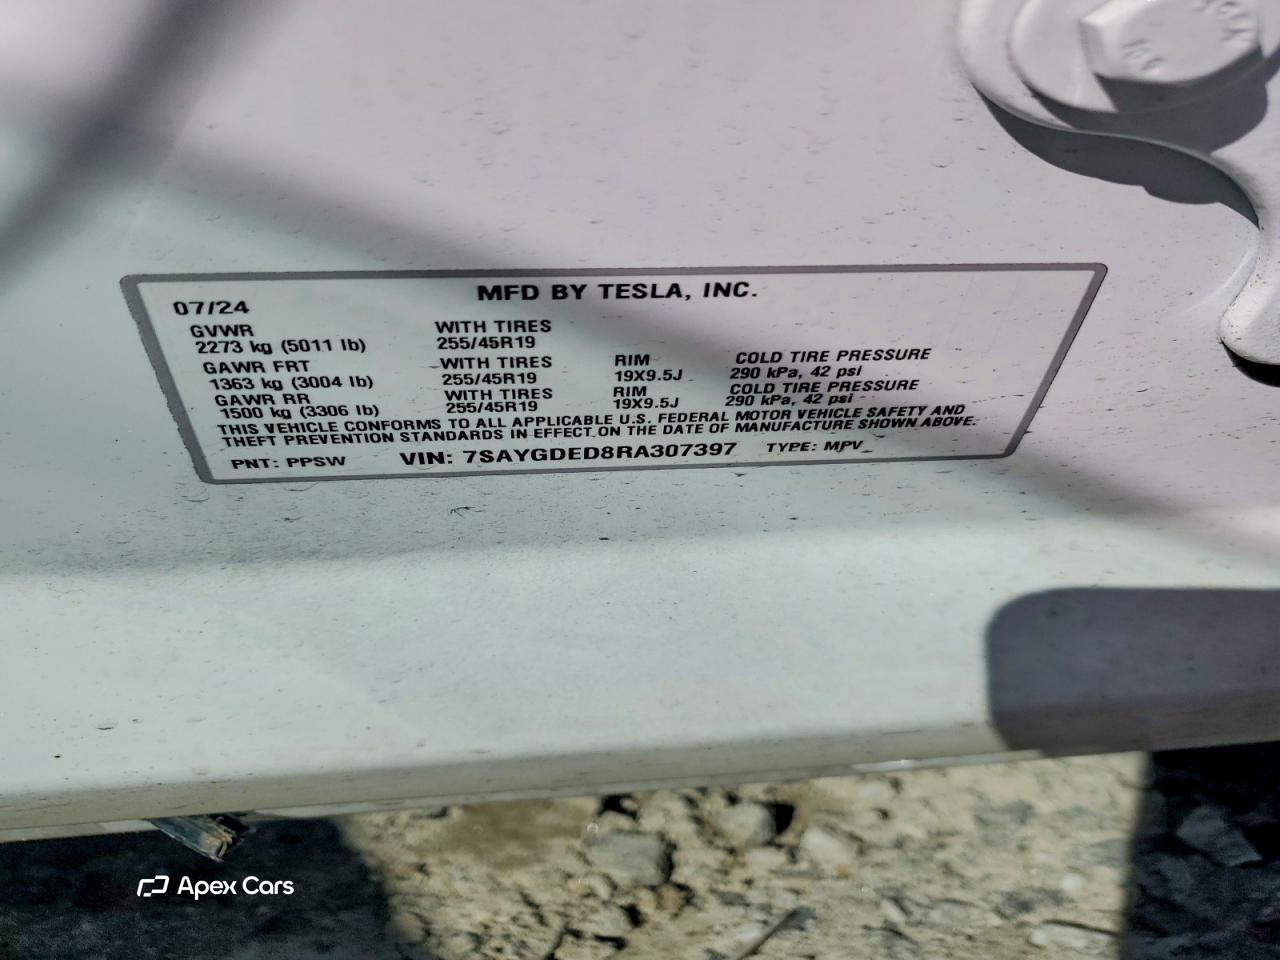 MFD BY TESLA, INC.
07/24
GVWR WITH TIRES
2273 kg (5011 lb) 255/45R19
GAWR FRT WITH TIRES RIM COLD TIRE PRESSURE
1363 kg (3004 lb) 255/45R19 19X9.5J 290 kPa, 42 psi
GAWR RR WITH TIRES RIM COLD TIRE PRESSURE
1500 kg (3306 lb) 255/45R19 19X9.5J 290 kPa, 42 psi
THIS VEHICLE CONFORMS TO ALL APPLICABLE U.S. FEDERAL MOTOR VEHICLE SAFETY AND
THEFT PREVENTION STANDARDS IN EFFECT ON THE DATE OF MANUFACTURE SHOWN ABOVE.
PNT: PPSW VIN: 7SAYGDED8RA307397 TYPE: MPV
Apex Cars